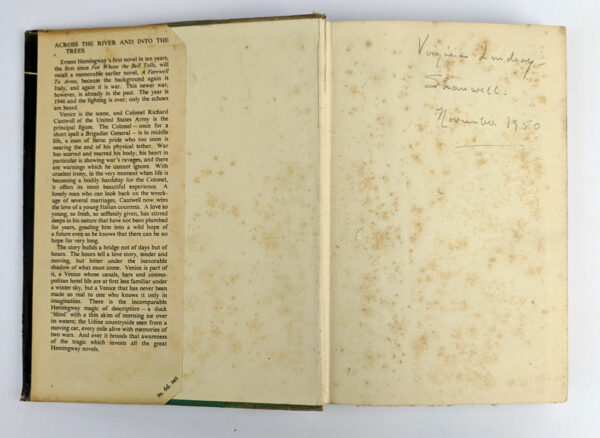 ACROSS THE RIVER AND INTO THE
TREES
Ernest Hemingway's first novel in ten years,
the first since For Whom the Bell Tolls, will
recall a memorable earlier novel, A Farewell
To Arms, because the background again is
Italy, and again it is war. This newer war,
however, is already in the past. The year is
1946 and the fighting is over; only the echoes
are heard.
Venice is the scene, and Colonel Richard
Cantwell of the United States Army is the
principal figure. The Colonel – once for a
short spell a Brigadier General – is in middle
life, a man of fierce pride who too soon is
nearing the end of his physical tether. War
has scarred and marred his body; his heart in
particular is showing war's ravages, and there
are warnings which he cannot ignore. With
cruelest irony, in the very moment when life is
becoming a bodily hardship for the Colonel,
it offers its most beautiful experience. A
lonely man who can look back on the wreck-
age of several marriages, Cantwell now wins
the love of a young Italian countess. A love so
young, so fresh, so selflessly given, has stirred
deeps in his nature that have not been plumbed
for years, goading him into a wild hope of
a future even as he knows that there can be no
hope for very long.
The story builds a bridge not of days but of
hours. The hours tell a love story, tender and
moving, but bitter under the inexorable
shadow of what must come. Venice is part of
it, a Venice whose canals, bars and cosmo-
politan hotel life are at first less familiar under
a winter sky, but a Venice that has never been
made so real to one who knows it only in
imagination. There is the incomparable
Hemingway magic of description – a duck
'blind' with a thin skim of morning ice over
its waters; the Udine countryside seen from a
moving car, every mile alive with memories of
two wars. And over it broods that awareness
of the tragic which invests all the great
Hemingway novels.
9s. 6d. net
Virginia Lindsay
Shanwell.
November 1950.